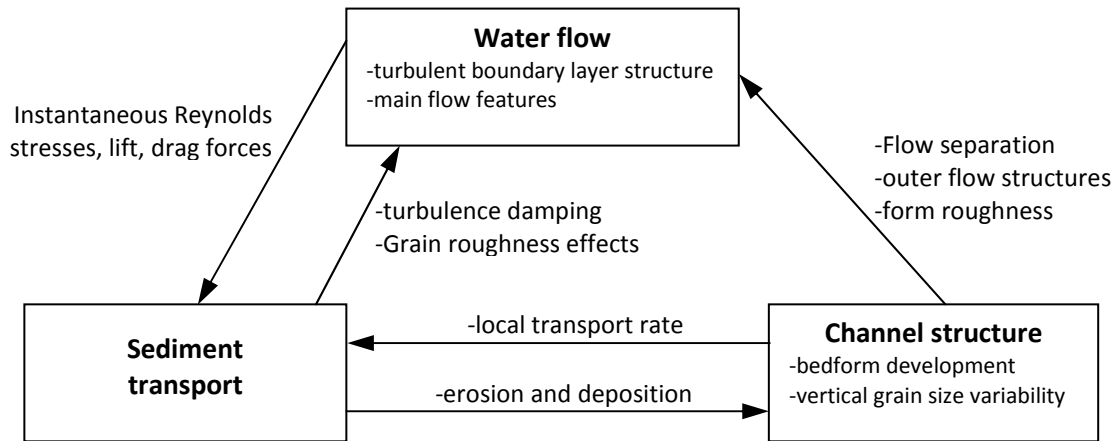 Water flow
-turbulent boundary layer structure
-main flow features
Instantaneous Reynolds
stresses, lift, drag forces
-Flow separation
-outer flow structures
-form roughness
-turbulence damping
-Grain roughness effects
Sediment
transport
-local transport rate
-erosion and deposition
Channel structure
-bedform development
-vertical grain size variability